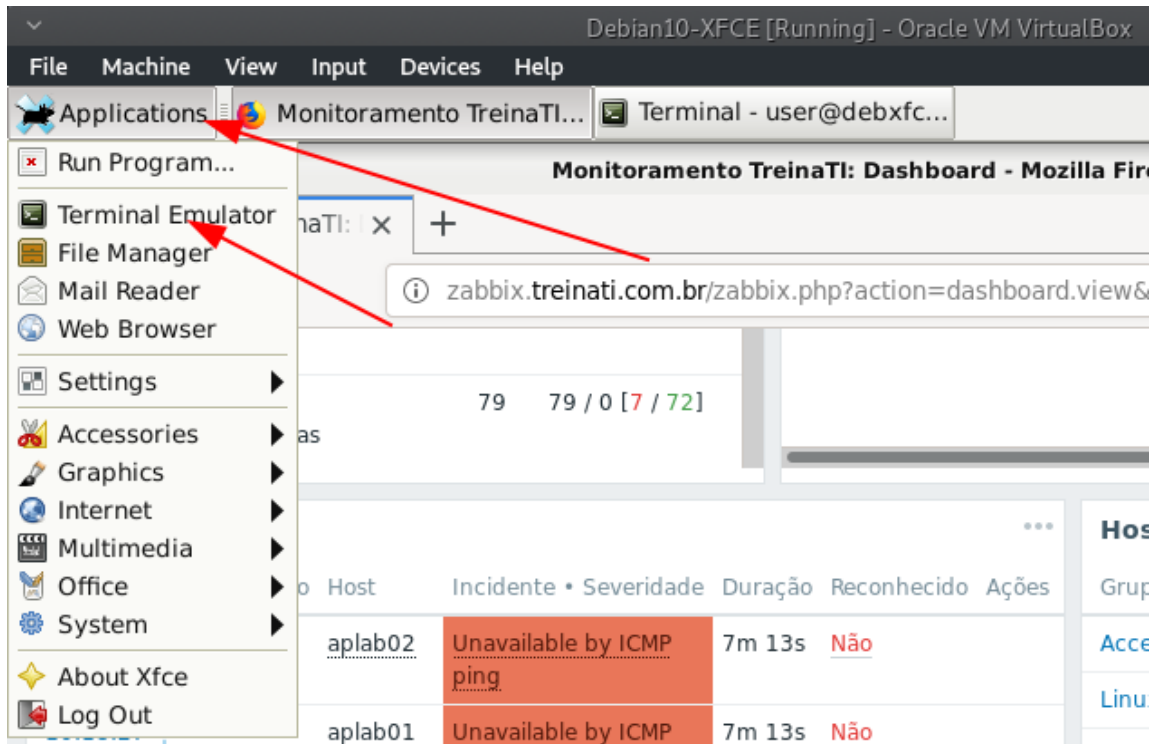 Debian10-XFCE [Running] - Oracle VM VirtualBox
File Machine View Input Devices Help
Applications Monitoramento TreinaTI... Terminal - user@debxfc...
Run Program...
Monitoramento TreinaTI: Dashboard - Mozilla Fir
Terminal Emulator
naTI:
File Manager
Mail Reader
zabbix.treinati.com.br/zabbix.php?action=dashboard.view&
Web Browser
Settings
79 79 / 0 [7 / 72]
Accessories
as
Graphics
Internet
Multimedia
Hos
Office
o Host Incidente • Severidade Duração Reconhecido Ações
Grup
System
aplab02 Unavailable by ICMP ping 7m 13s Não
Acce
About Xfce
Linu
Log Out
aplab01 Unavailable by ICMP 7m 13s Não